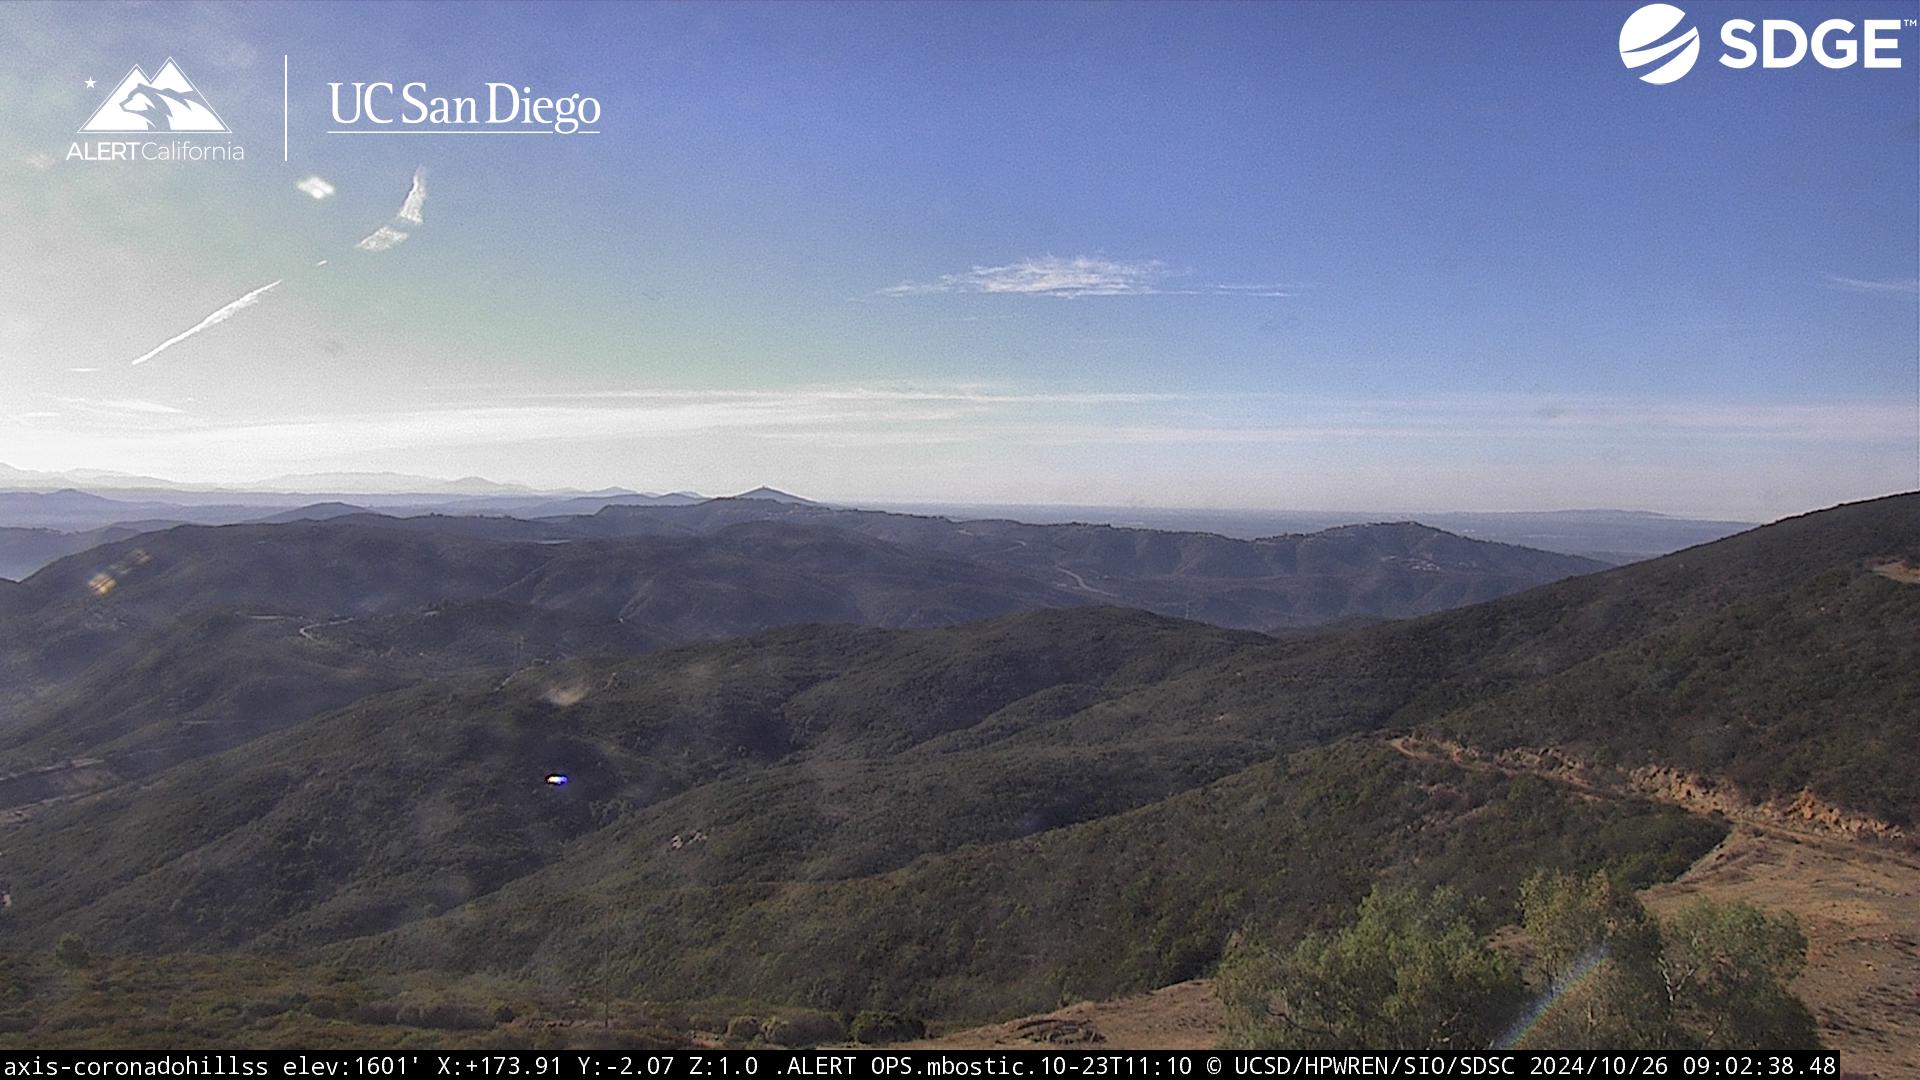 SDGE™
UC San Diego
ALERTCalifornia
axis-coronadohillss elev:1601' X:+173.91 Y:-2.07 Z:1.0 .ALERT OPS.mbostic.10-23T11:10 © UCSD/HPWREN/SIO/SDSC 2024/10/26 09:02:38.48